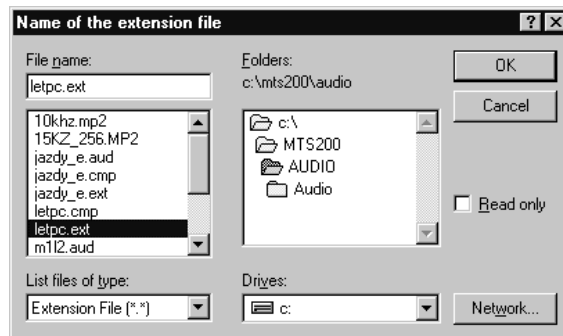 Name of the extension file
File name:
letpc.ext
10khz.mp2
15KZ_256.MP2
jazdy_e.aud
jazdy_e.cmp
jazdy_e.ext
letpc.cmp
letpc.ext
m1l2.aud
List files of type:
Extension File (*.*)
Folders:
c:\mts200\audio
c:\
MTS200
AUDIO
Audio
Drives:
c:
OK
Cancel
Read only
Network...